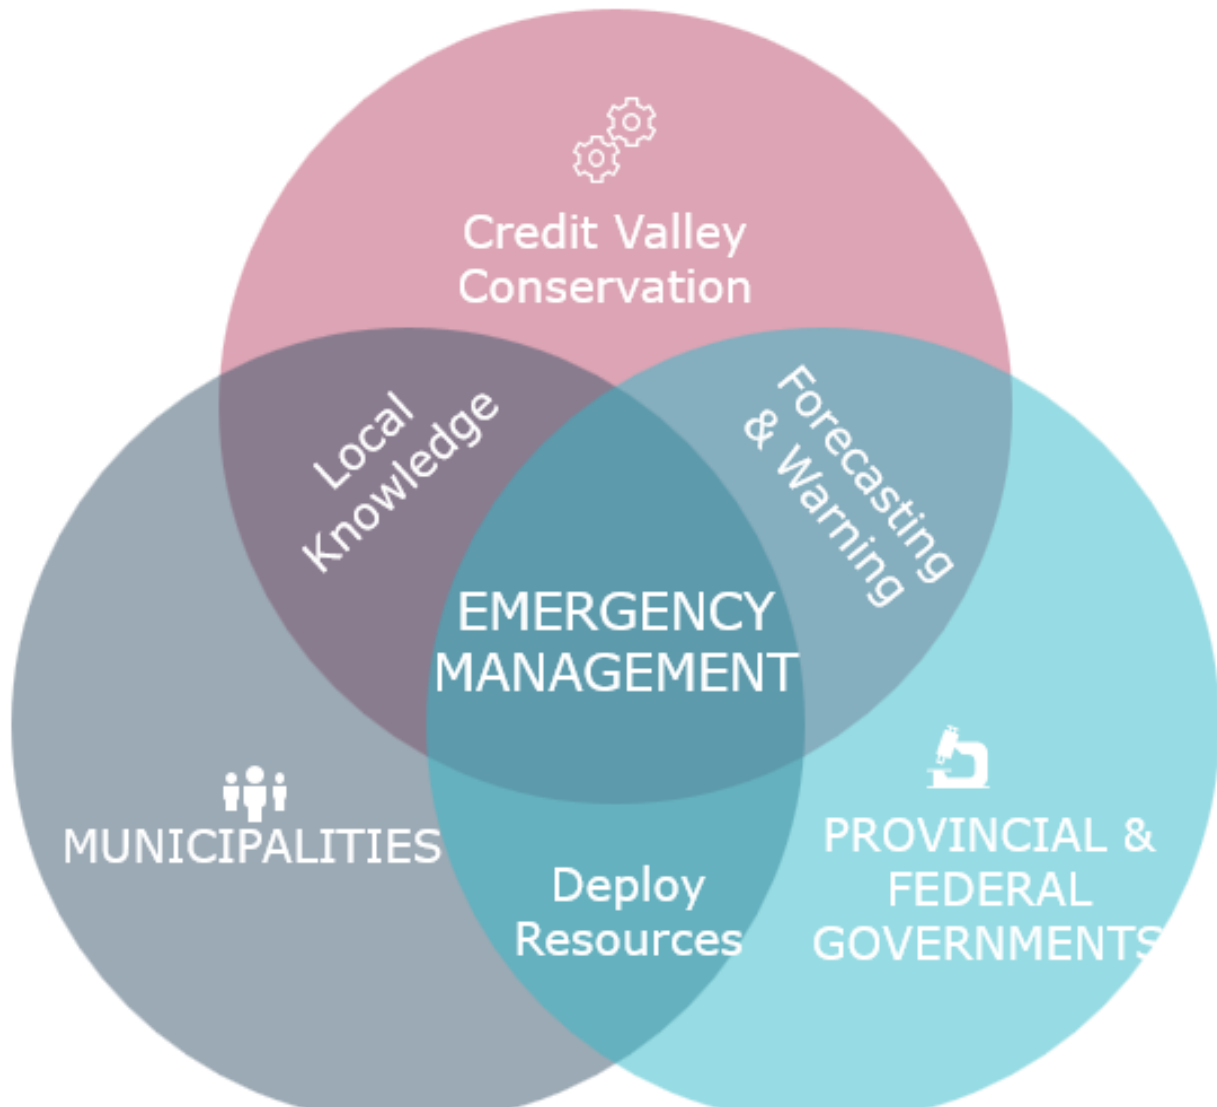 Credit Valley
Conservation
Local
Knowledge
Forecasting
& Warning
EMERGENCY
MANAGEMENT
MUNICIPALITIES
PROVINCIAL &
FEDERAL
GOVERNMENTS
Deploy
Resources